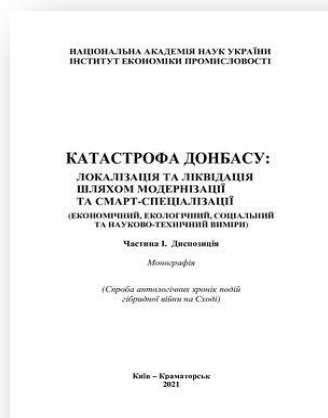 НАЦІОНАЛЬНА АКАДЕМІЯ НАУК УКРАЇНИ
ІНСТИТУТ ЕКОНОМІКИ ПРОМИСЛОВОСТІ
КАТАСТРОФА ДОНБАСУ:
ЛОКАЛІЗАЦІЯ ТА ЛІКВІДАЦІЯ
ШЛЯХОМ МОДЕРНІЗАЦІЇ
ТА СМАРТ-СПЕЦІАЛІЗАЦІЇ
(ЕКОНОМІЧНИЙ, ЕКОЛОГІЧНИЙ, СОЦІАЛЬНИЙ
ТА НАУКОВО-ТЕХНІЧНИЙ ВИМІРИ)
Частина I. Диспозиція
Монографія
(Спроба антологічних хронік подій
гібридної війни на Сході)
Київ – Краматорськ
2021